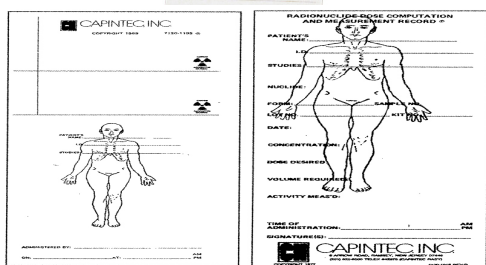 CAPINTEC, INC
COPYRIGHT 1985
PATIENT'S
NAME:
I.D.
STUDIES:
ADMINISTERED BY:
AM
ON: AT: PM
RADIONUCLIDE DOSE COMPUTATION
AND MEASUREMENT RECORD
PATIENT'S
NAME:
I.D.
STUDIES:
NUCLIDE:
FORM: SAMPLE NO.
LOT NO. KIT
DATE:
CONCENTRATION:
DOSE DESIRED:
VOLUME REQUIRED:
ACTIVITY MEAS'D:
TIME OF AM
ADMINISTRATION: PM
SIGNATURE(S):
CAPINTEC, INC.
6 ARROW ROAD, RAMSEY, NEW JERSEY 07446